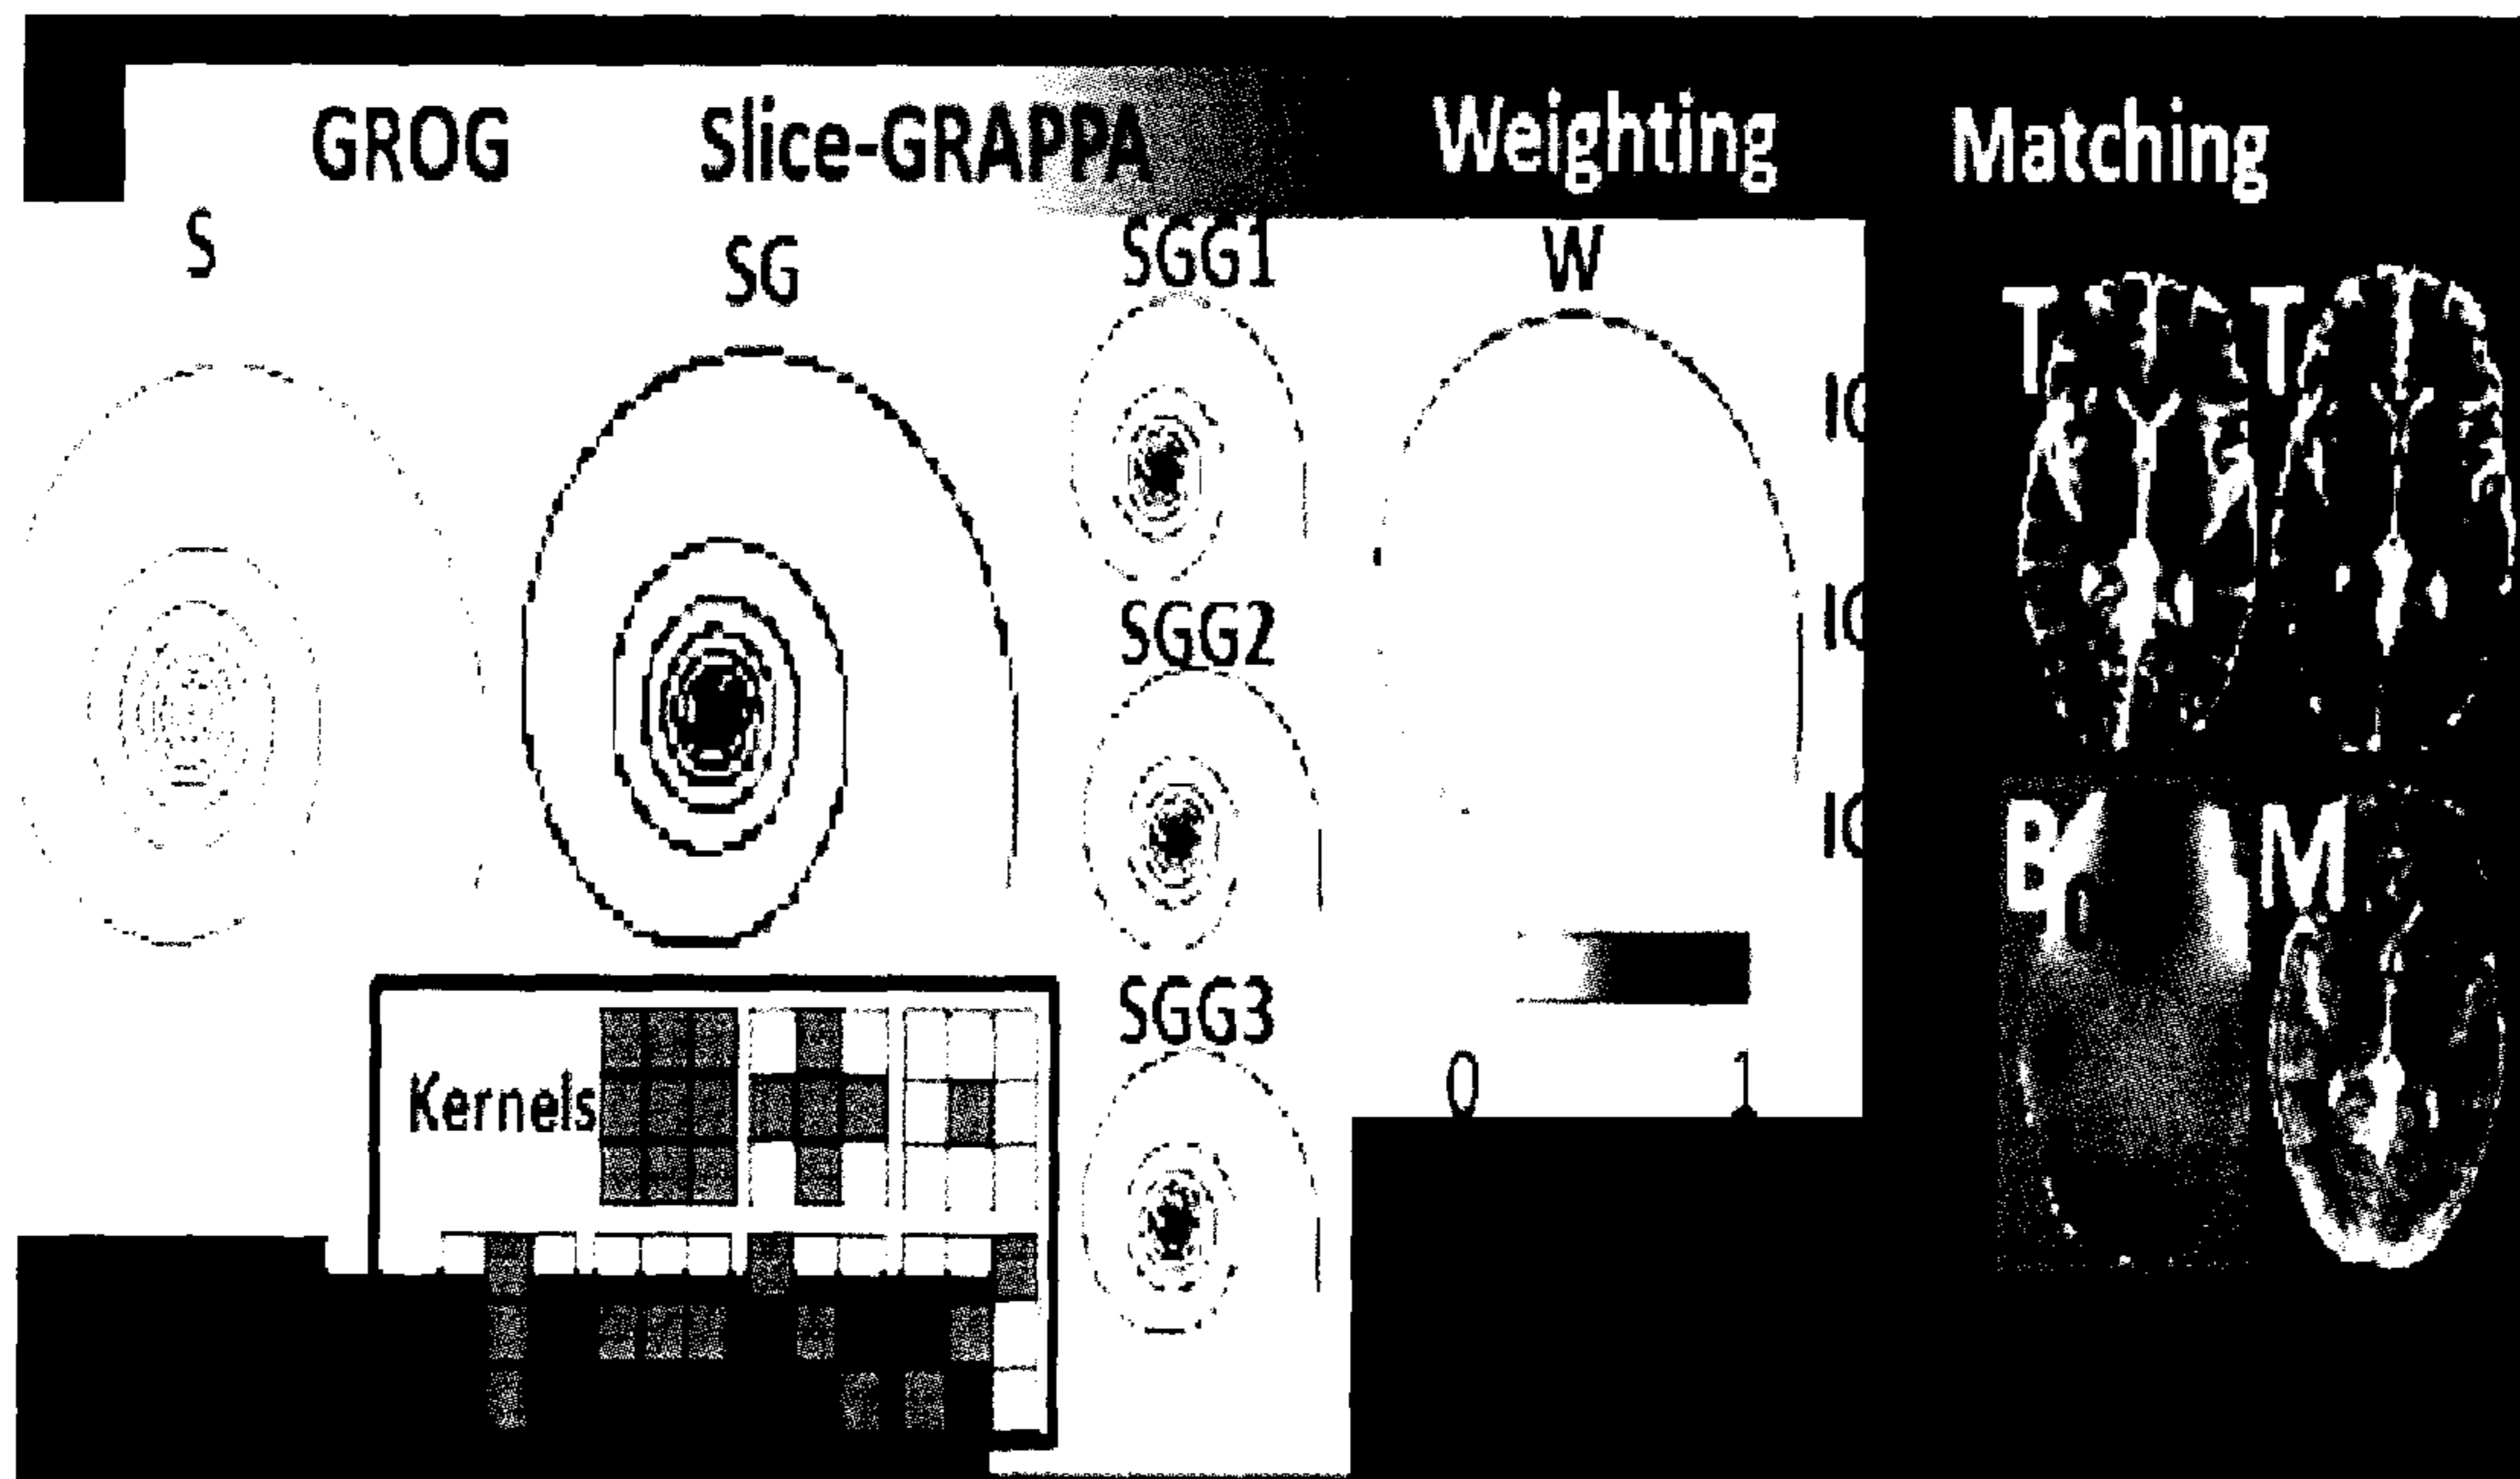 GROG Slice-GRAPPA Weighting Matching
S SG SGG1 W
T T
SGG2
B M
SGG3
Kernels
0 1